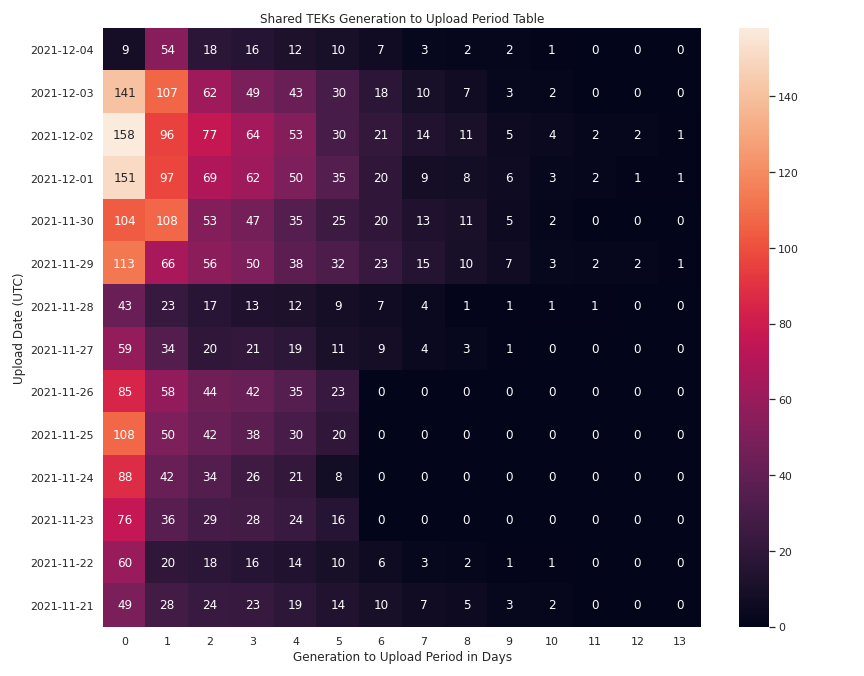 Shared TEKs Generation to Upload Period Table
Upload Date (UTC)
2021-12-04 9 54 18 16 12 10 7 3 2 2 1 0 0 0
2021-12-03 141 107 62 49 43 30 18 10 7 3 2 0 0 0
2021-12-02 158 96 77 64 53 30 21 14 11 5 4 2 2 1
2021-12-01 151 97 69 62 50 35 20 9 8 6 3 2 1 1
2021-11-30 104 108 53 47 35 25 20 13 11 5 2 0 0 0
2021-11-29 113 66 56 50 38 32 23 15 10 7 3 2 2 1
2021-11-28 43 23 17 13 12 9 7 4 1 1 1 1 0 0
2021-11-27 59 34 20 21 19 11 9 4 3 1 0 0 0 0
2021-11-26 85 58 44 42 35 23 0 0 0 0 0 0 0 0
2021-11-25 108 50 42 38 30 20 0 0 0 0 0 0 0 0
2021-11-24 88 42 34 26 21 8 0 0 0 0 0 0 0 0
2021-11-23 76 36 29 28 24 16 0 0 0 0 0 0 0 0
2021-11-22 60 20 18 16 14 10 6 3 2 1 1 0 0 0
2021-11-21 49 28 24 23 19 14 10 7 5 3 2 0 0 0
0 1 2 3 4 5 6 7 8 9 10 11 12 13
Generation to Upload Period in Days
140
120
100
80
60
40
20
0